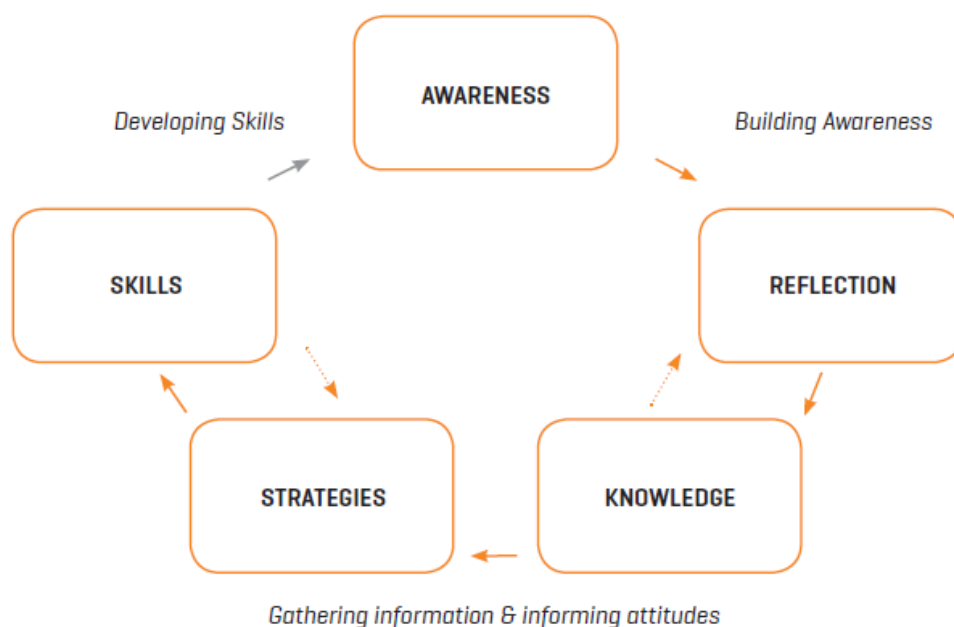 AWARENESS
Developing Skills
Building Awareness
SKILLS
REFLECTION
STRATEGIES
KNOWLEDGE
Gathering information & informing attitudes